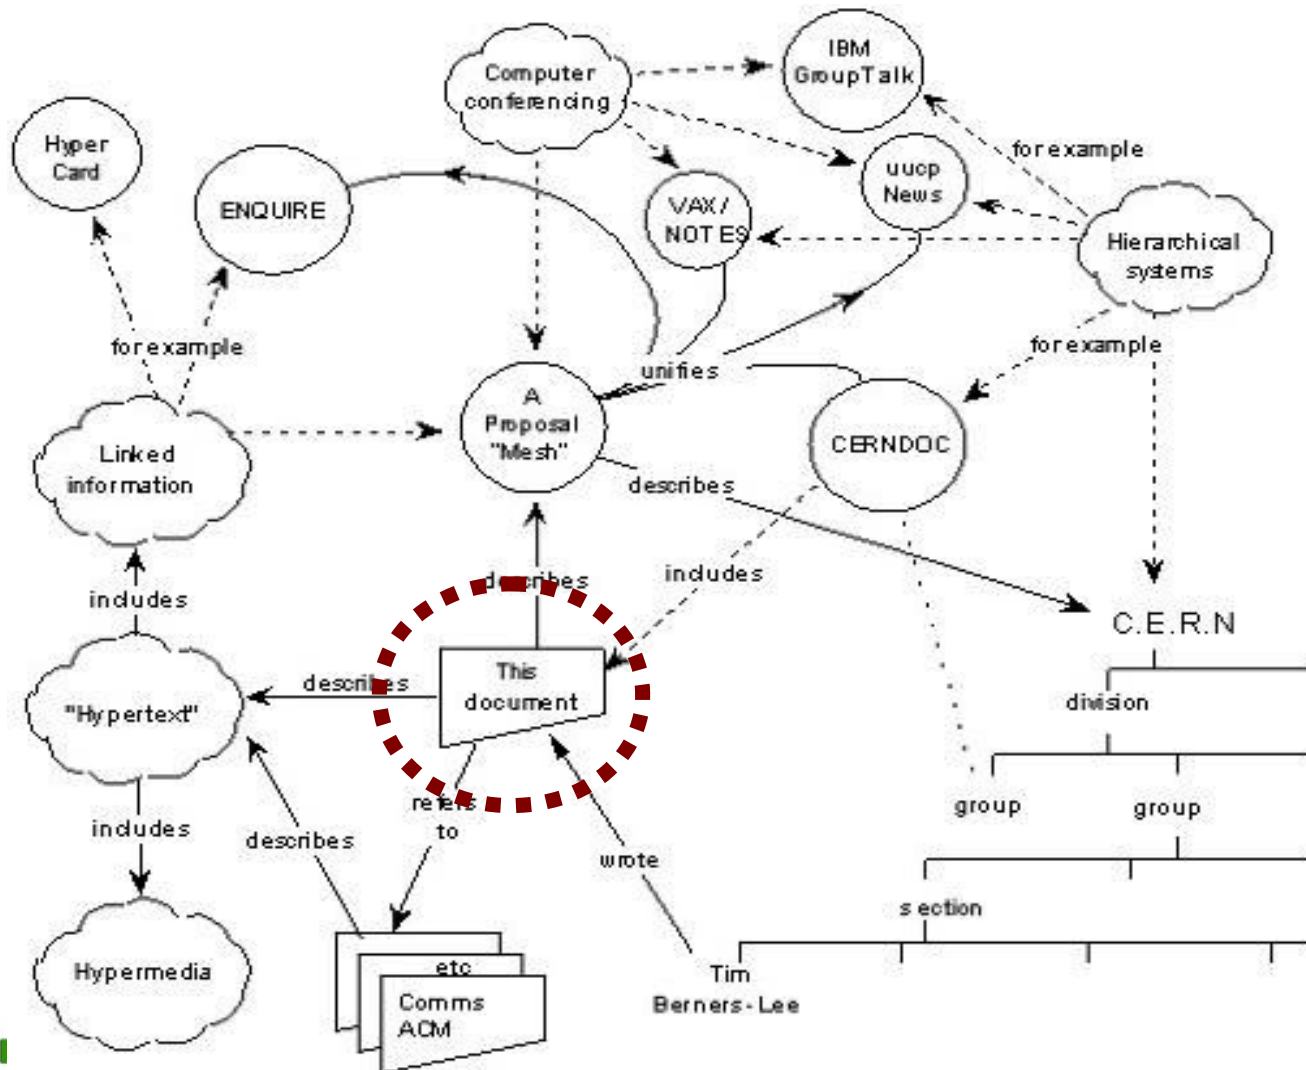 IBM
GroupTalk
Computer
conferencing
Hyper
Card
for example
uucp
News
ENQUIRE
VAX/
NOTES
Hierarchical
systems
for example
for example
unifies
A
Proposal
"Mesh"
CERNDOC
Linked
information
describes
includes
describes
includes
C.E.R.N
This
document
describes
"Hypertext"
division
refers
to
group
group
includes
describes
wrote
section
Hypermedia
etc
Comms
ACM
Tim
Berners-Lee